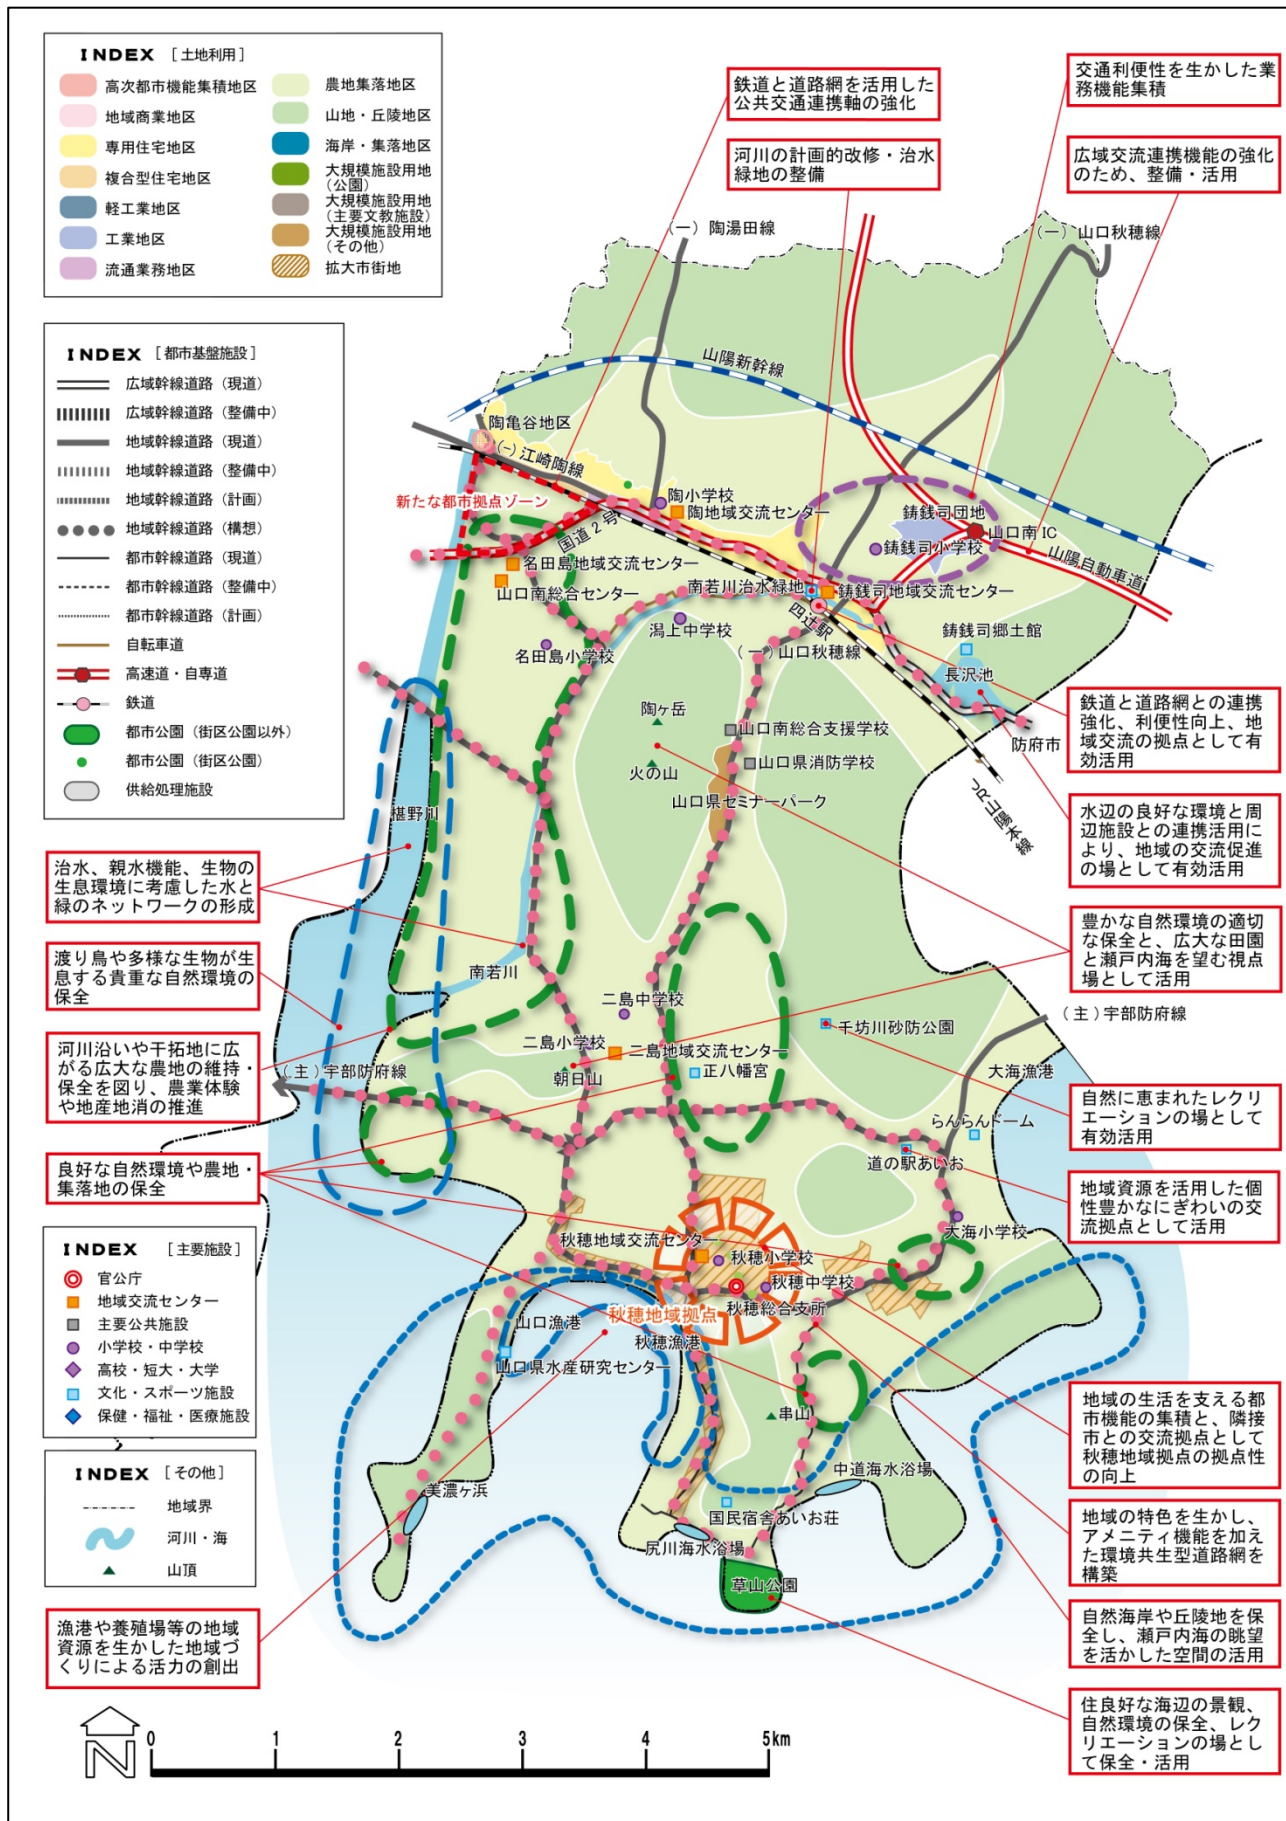 INDEX [土地利用]
高次都市機能集積地区
地域商業地区
専用住宅地区
複合型住宅地区
軽工業地区
工業地区
流通業務地区
農地集落地区
山地・丘陵地区
海岸・集落地区
大規模施設用地
(公園)
大規模施設用地
(主要文教施設)
大規模施設用地
(その他)
拡大市街地
INDEX [都市基盤施設]
広域幹線道路(現道)
広域幹線道路(整備中)
地域幹線道路(現道)
地域幹線道路(整備中)
地域幹線道路(計画)
地域幹線道路(構想)
都市幹線道路(現道)
都市幹線道路(整備中)
都市幹線道路(計画)
自転車道
高速道・自専道
鉄道
都市公園(街区公園以外)
都市公園(街区公園)
供給処理施設
鉄道と道路網を活用した
公共交通連携軸の強化
河川の計画的改修・治水
緑地の整備
交通利便性を生かした業
務機能集積
広域交流連携機能の強化
のため、整備・活用
(一)陶湯田線
(一)山口秋穂線
山陽新幹線
陶亀谷地区
(一)江崎陶線
新たな都市拠点ゾーン
国道2号
陶小学校
陶地域交流センター
鋳銭司団地
山口南IC
鋳銭司小学校
山陽自動車道
名田島地域交流センター
山口南総合センター
南若川治水緑地
鋳銭司地域交流センター
四辻駅
潟上中学校
名田島小学校
(一)山口秋穂線
鋳銭司郷土館
長沢池
防府市
JR山陽本線
陶ヶ岳
火の山
山口南総合支援学校
山口県消防学校
山口県セミナーパーク
椹野川
鉄道と道路網との連携
強化、利便性向上、地
域交流の拠点として有
効活用
水辺の良好な環境と周
辺施設との連携活用に
より、地域の交流促進
の場として有効活用
治水、親水機能、生物の
生息環境に考慮した水と
緑のネットワークの形成
渡り鳥や多様な生物が生
息する貴重な自然環境の
保全
河川沿いや干拓地に広
がる広大な農地の維持・
保全を図り、農業体験
や地産地消の推進
良好な自然環境や農地・
集落地の保全
豊かな自然環境の適切
な保全と、広大な田園
と瀬戸内海を望む視点
場として活用
南若川
二島中学校
二島小学校
二島地域交流センター
朝日山
正八幡宮
千坊川砂防公園
(主)宇部防府線
(主)宇部防府線
大海漁港
らんらんドーム
道の駅あいお
大海小学校
自然に恵まれたレクリ
エーションの場として
有効活用
地域資源を活用した個
性豊かなにぎわいの交
流拠点として活用
秋穂地域交流センター
秋穂小学校
秋穂中学校
秋穂総合支所
秋穂地域拠点
山口漁港
秋穂漁港
山口県水産研究センター
串山
美濃ヶ浜
中道海水浴場
国民宿舎あいお荘
尻川海水浴場
草山公園
INDEX [主要施設]
官公庁
地域交流センター
主要公共施設
小学校・中学校
高校・短大・大学
文化・スポーツ施設
保健・福祉・医療施設
INDEX [その他]
地域界
河川・海
山頂
漁港や養殖場等の地域
資源を生かした地域づ
くりによる活力の創出
地域の生活を支える都
市機能の集積と、隣接
市との交流拠点として
秋穂地域拠点の拠点性
の向上
地域の特色を生かし、
アメニティ機能を加え
た環境共生型道路網を
構築
自然海岸や丘陵地を保
全し、瀬戸内海の眺望
を活かした空間の活用
住良好な海辺の景観、
自然環境の保全、レク
リエーションの場とし
て保全・活用
N
0 1 2 3 4 5km